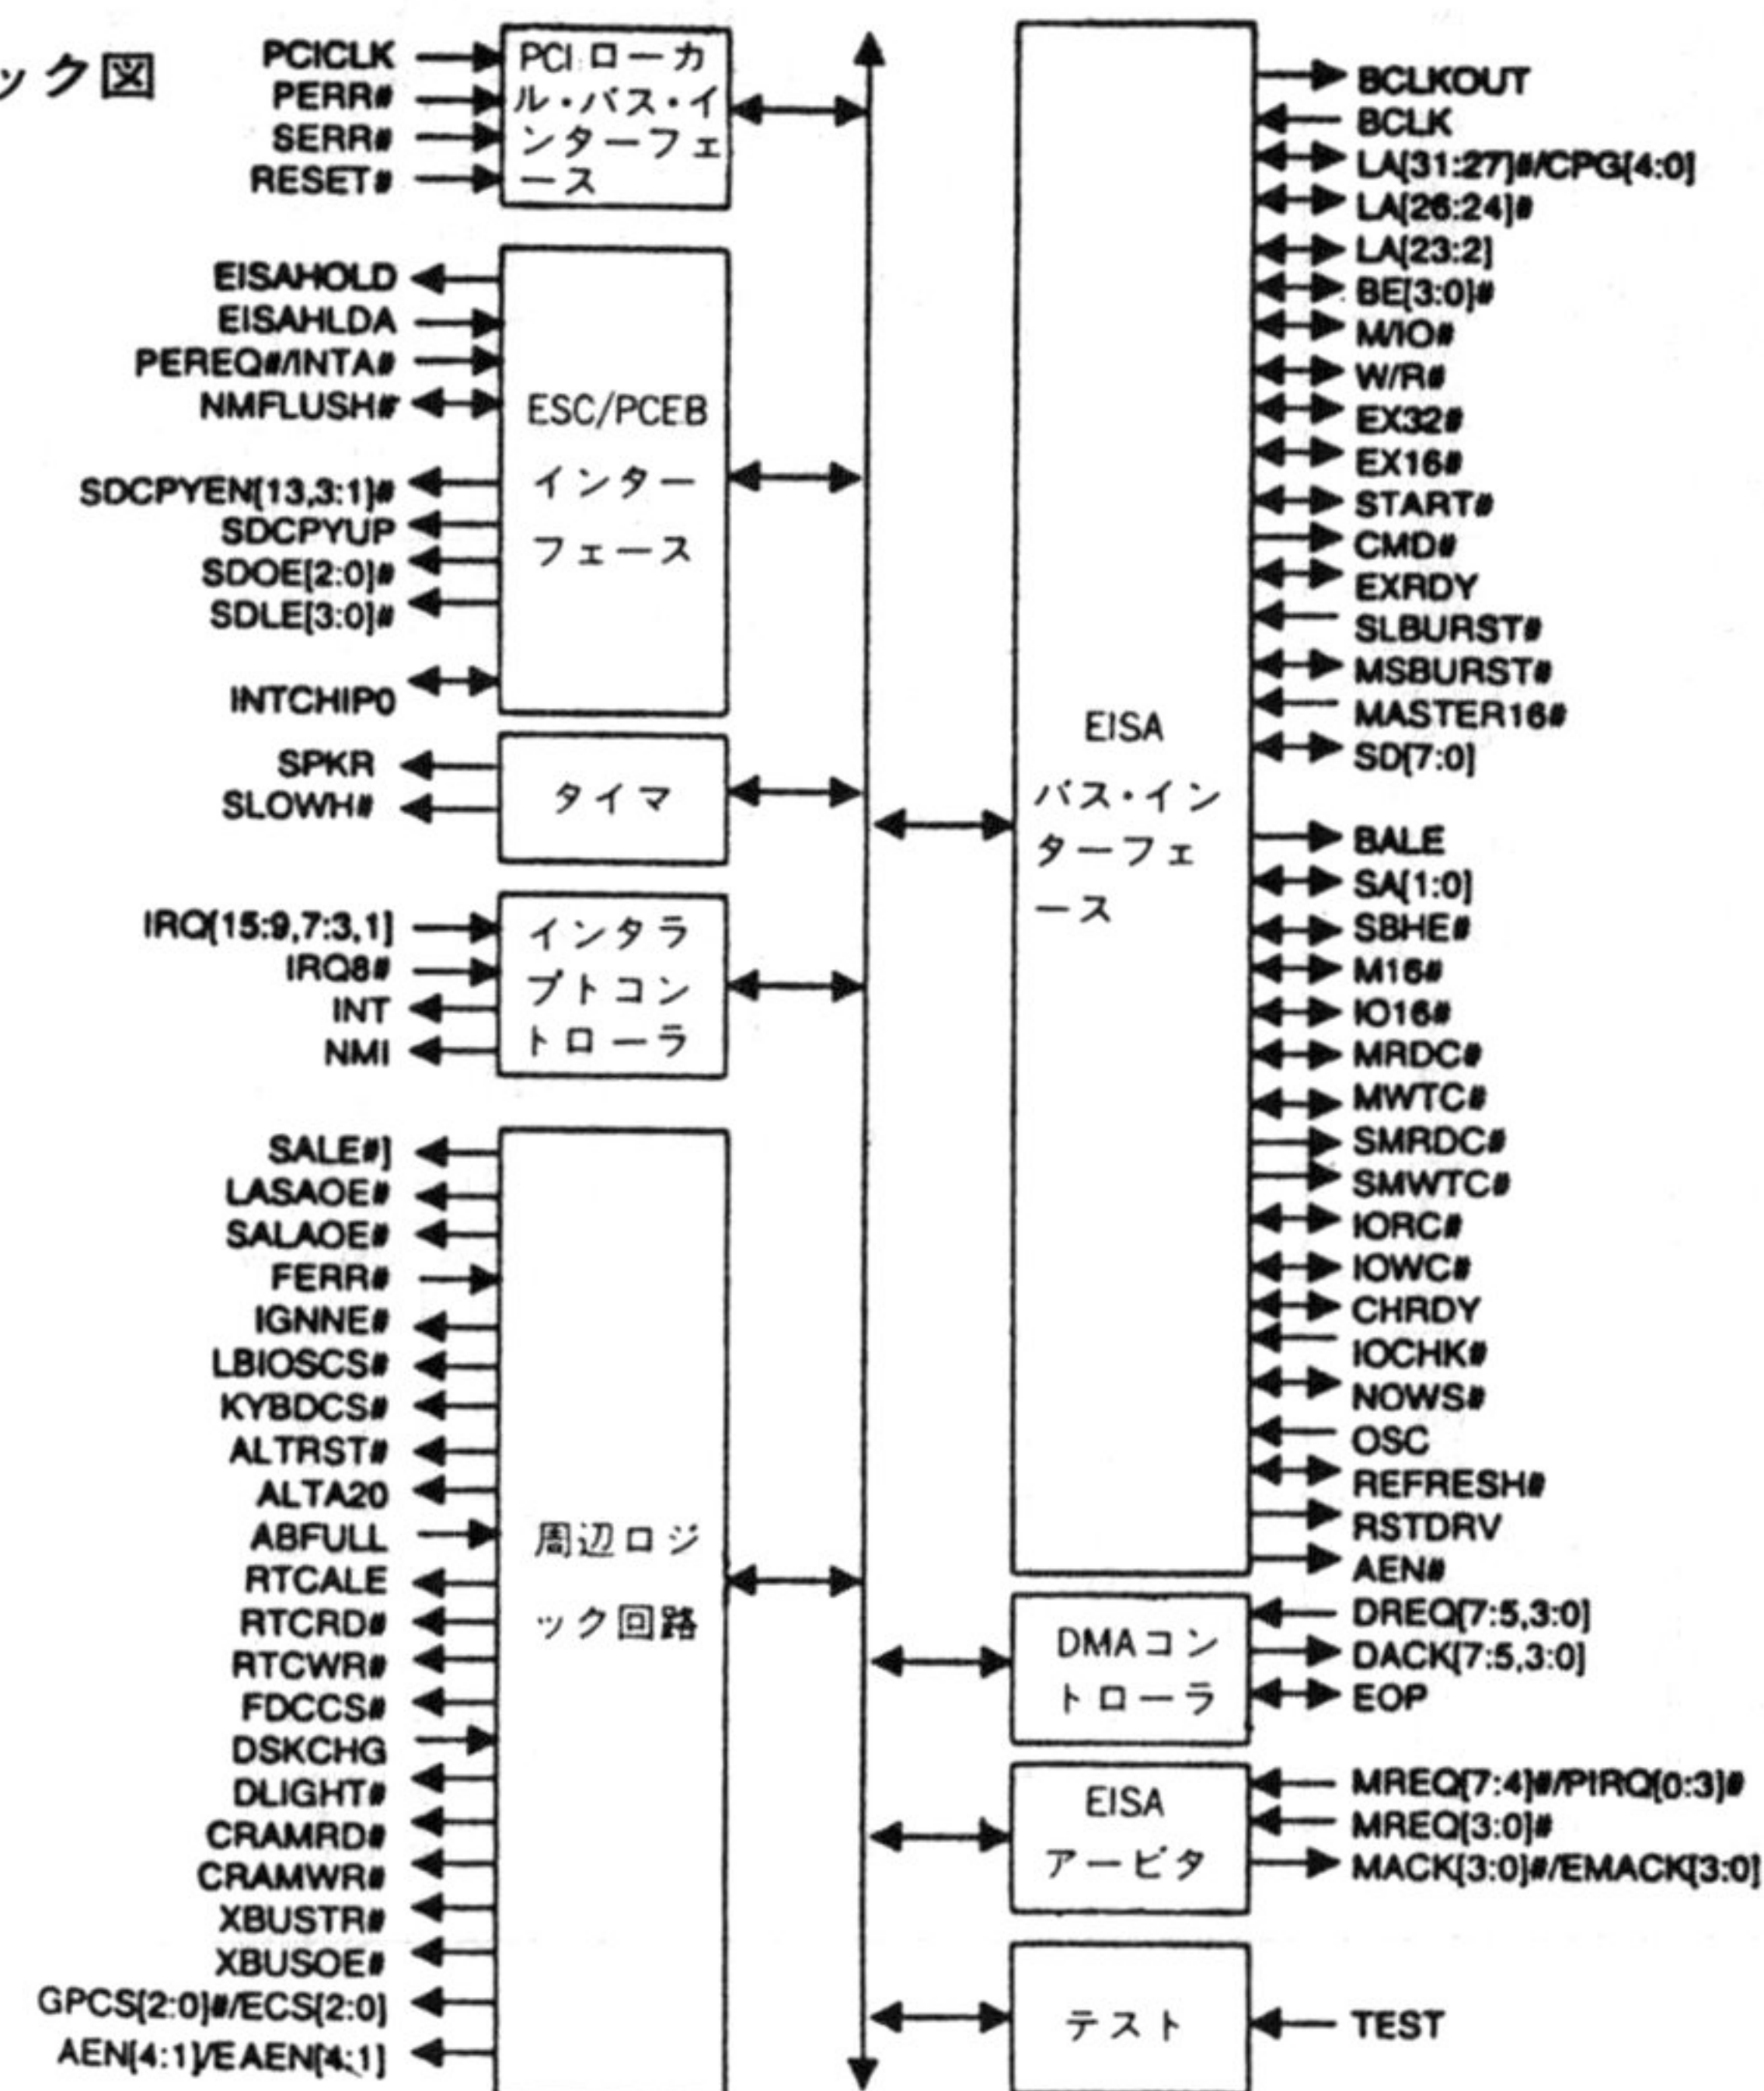 ック図
PCICLK
PERR#
SERR#
RESET#
PCIローカ
ル・バス・イ
ンターフェ
ース
EISAHOLD
EISAHLDA
PEREQ#/INTA#
NMFLUSH#
SDCPYEN[13,3:1]#
SDCPYUP
SDOE[2:0]#
SDLE[3:0]#
INTCHIP0
ESC/PCEB
インター
フェース
SPKR
SLOWH#
タイマ
IRQ[15:9,7:3,1]
IRQ8#
INT
NMI
インタラ
プトコン
トローラ
SALE#]
LASAOE#
SALAOE#
FERR#
IGNNE#
LBIOSCS#
KYBDCS#
ALTRST#
ALTA20
ABFULL
RTCALE
RTCRD#
RTCWR#
FDCCS#
DSKCHG
DLIGHT#
CRAMRD#
CRAMWR#
XBUSTR#
XBUSOE#
GPCS[2:0]#/ECS[2:0]
AEN[4:1]/EAEN[4:1]
周辺ロジ
ック回路
EISA
バス・イン
ターフェ
ース
BCLKOUT
BCLK
LA[31:27]#/CPG[4:0]
LA[26:24]#
LA[23:2]
BE[3:0]#
M/IO#
W/R#
EX32#
EX16#
START#
CMD#
EXRDY
SLBURST#
MSBURST#
MASTER16#
SD[7:0]
BALE
SA[1:0]
SBHE#
M16#
IO16#
MRDC#
MWTC#
SMRDC#
SMWTC#
IORC#
IOWC#
CHRDY
IOCHK#
NOWS#
OSC
REFRESH#
RSTDRV
AEN#
DMAコン
トローラ
DREQ[7:5,3:0]
DACK[7:5,3:0]
EOP
EISA
アービタ
MREQ[7:4]#/PIRQ[0:3]#
MREQ[3:0]#
MACK[3:0]#/EMACK[3:0]
テスト
TEST